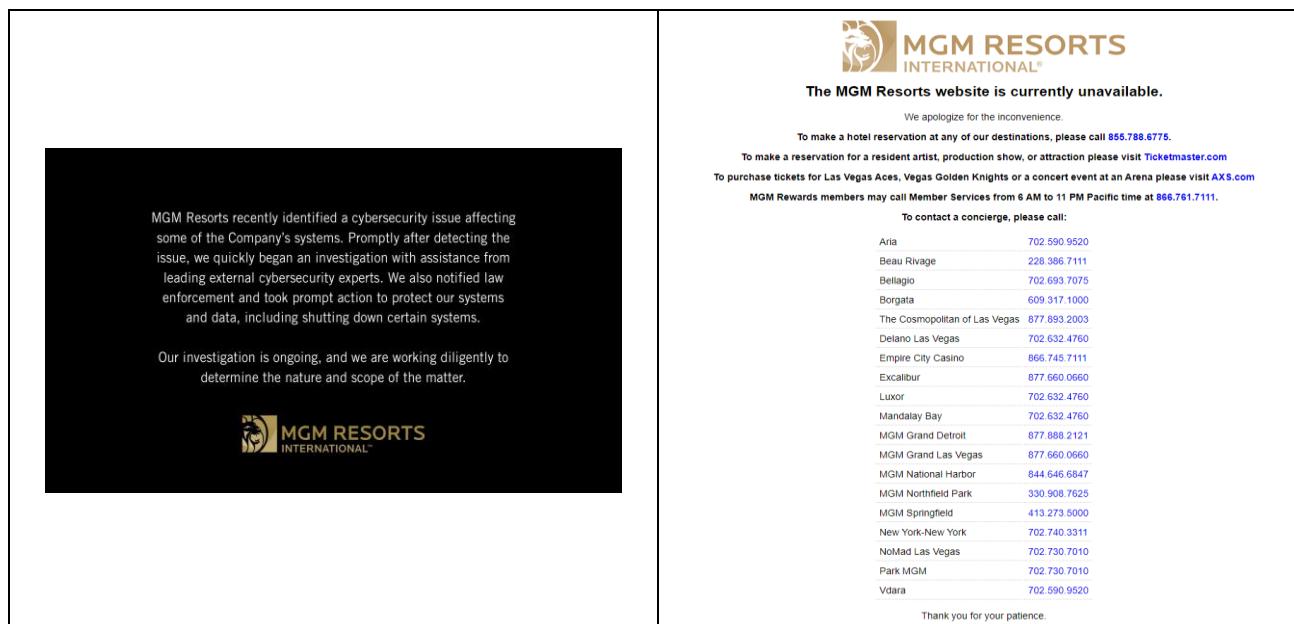 MGM Resorts recently identified a cybersecurity issue affecting
some of the Company's systems. Promptly after detecting the
issue, we quickly began an investigation with assistance from
leading external cybersecurity experts. We also notified law
enforcement and took prompt action to protect our systems
and data, including shutting down certain systems.
Our investigation is ongoing, and we are working diligently to
determine the nature and scope of the matter.
MGM RESORTS
INTERNATIONAL™
MGM RESORTS
INTERNATIONAL®
The MGM Resorts website is currently unavailable.
We apologize for the inconvenience.
To make a hotel reservation at any of our destinations, please call 855.788.6775.
To make a reservation for a resident artist, production show, or attraction please visit Ticketmaster.com
To purchase tickets for Las Vegas Aces, Vegas Golden Knights or a concert event at an Arena please visit AXS.com
MGM Rewards members may call Member Services from 6 AM to 11 PM Pacific time at 866.761.7111.
To contact a concierge, please call:
Aria 702.590.9520
Beau Rivage 228.386.7111
Bellagio 702.693.7075
Borgata 609.317.1000
The Cosmopolitan of Las Vegas 877.893.2003
Delano Las Vegas 702.632.4760
Empire City Casino 866.745.7111
Excalibur 877.660.0660
Luxor 702.632.4760
Mandalay Bay 702.632.4760
MGM Grand Detroit 877.888.2121
MGM Grand Las Vegas 877.660.0660
MGM National Harbor 844.646.6847
MGM Northfield Park 330.908.7625
MGM Springfield 413.273.5000
New York-New York 702.740.3311
NoMad Las Vegas 702.730.7010
Park MGM 702.730.7010
Vdara 702.590.9520
Thank you for your patience.